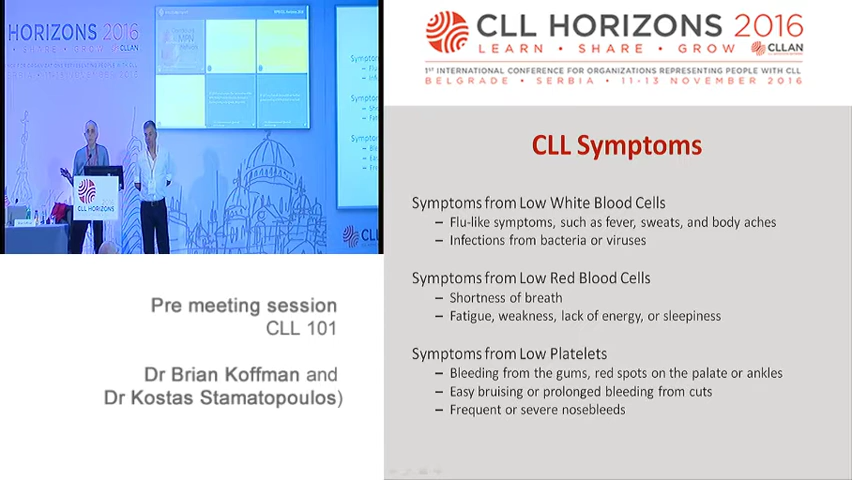 HORIZONS 2016
SHARE • GROW CLLAN
CLL HORIZONS
Pre meeting session
CLL 101
Dr Brian Koffman and
Dr Kostas Stamatopoulos)
CLL HORIZONS 2016
LEARN • SHARE • GROW CLLAN
1ST INTERNATIONAL CONFERENCE FOR ORGANIZATIONS REPRESENTING PEOPLE WITH CLL
BELGRADE • SERBIA • 11-13 NOVEMBER 2016
CLL Symptoms
Symptoms from Low White Blood Cells
– Flu-like symptoms, such as fever, sweats, and body aches
– Infections from bacteria or viruses
Symptoms from Low Red Blood Cells
– Shortness of breath
– Fatigue, weakness, lack of energy, or sleepiness
Symptoms from Low Platelets
– Bleeding from the gums, red spots on the palate or ankles
– Easy bruising or prolonged bleeding from cuts
– Frequent or severe nosebleeds